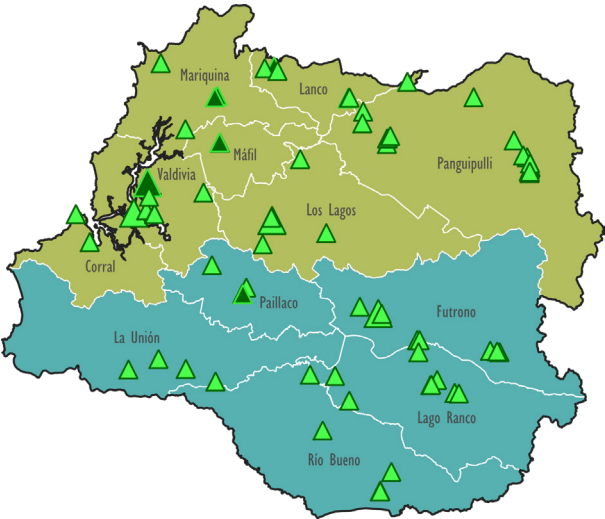 Mariquina
Lanco
Máfil
Panguipulli
Valdivia
Los Lagos
Corral
Paillaco
Futrono
La Unión
Lago Ranco
Río Bueno